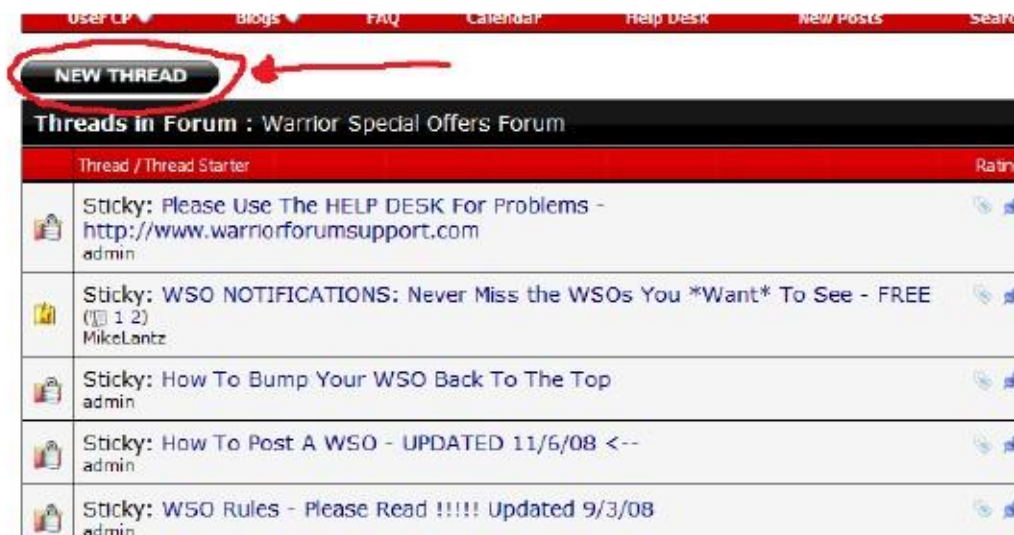 User CP Blogs FAQ Calendar Help Desk New Posts
NEW THREAD
Threads in Forum : Warrior Special Offers Forum
Thread / Thread Starter
Sticky: Please Use The HELP DESK For Problems -
http://www.warriorforumsupport.com
admin
Sticky: WSO NOTIFICATIONS: Never Miss the WSOs You *Want* To See - FREE
( 1 2)
MikeLantz
Sticky: How To Bump Your WSO Back To The Top
admin
Sticky: How To Post A WSO - UPDATED 11/6/08 <--
admin
Sticky: WSO Rules - Please Read !!!!! Updated 9/3/08
admin